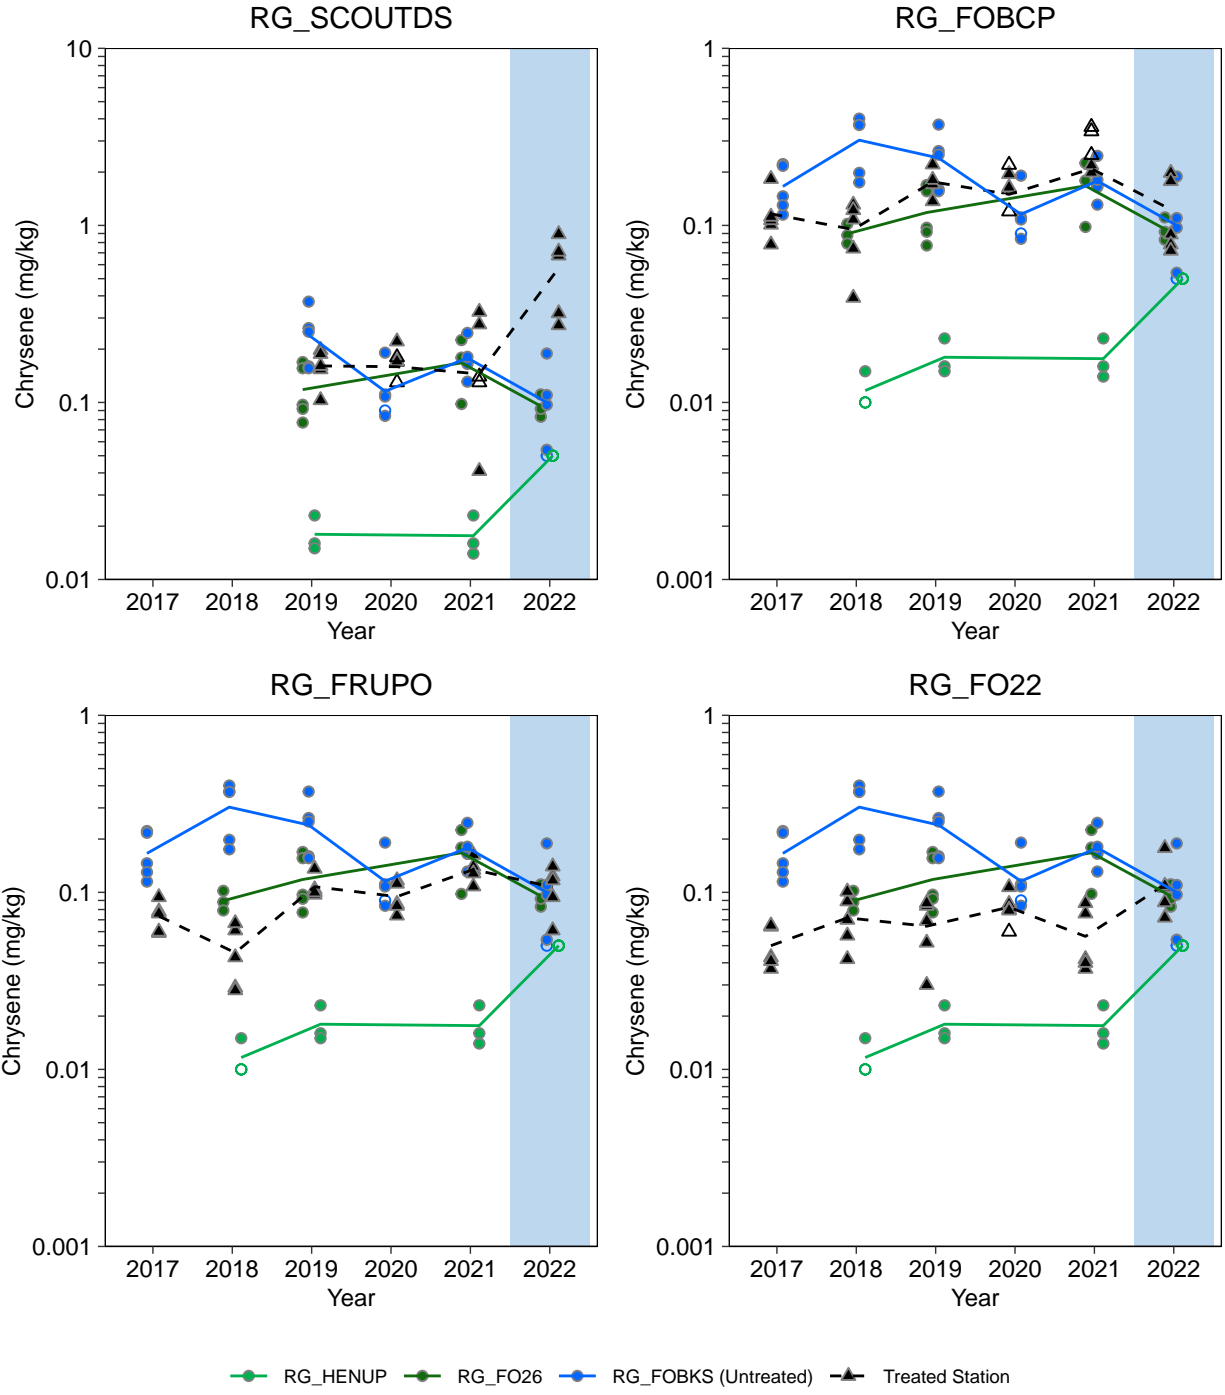 RG_SCOUTDS
10
1
0.1
0.01
Chrysene (mg/kg)
2017 2018 2019 2020 2021 2022
Year
RG_FOBCP
1
0.1
0.01
0.001
Chrysene (mg/kg)
2017 2018 2019 2020 2021 2022
Year
RG_FRUPO
1
0.1
0.01
0.001
Chrysene (mg/kg)
2017 2018 2019 2020 2021 2022
Year
RG_FO22
1
0.1
0.01
0.001
Chrysene (mg/kg)
2017 2018 2019 2020 2021 2022
Year
RG_HENUP RG_FO26 RG_FOBKS (Untreated) Treated Station